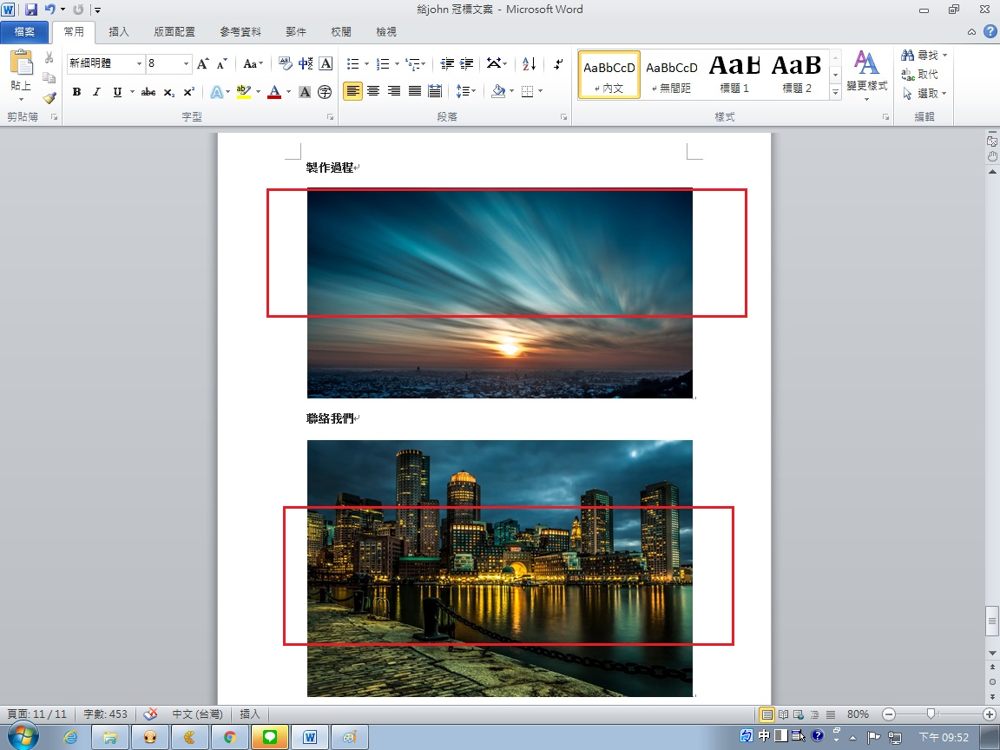 給john 冠標文案 - Microsoft Word
檔案 常用 插入 版面配置 參考資料 郵件 校閱 檢視
貼上
剪貼簿
新細明體 8
字型
段落
AaBbCcD AaBbCcD AaB AaB
內文 無間距 標題 1 標題 2
變更樣式
樣式
尋找
取代
選取
編輯
製作過程
聯絡我們
頁面: 11 / 11 字數: 453 中文 (台灣) 插入 80%
中 下午 09:52